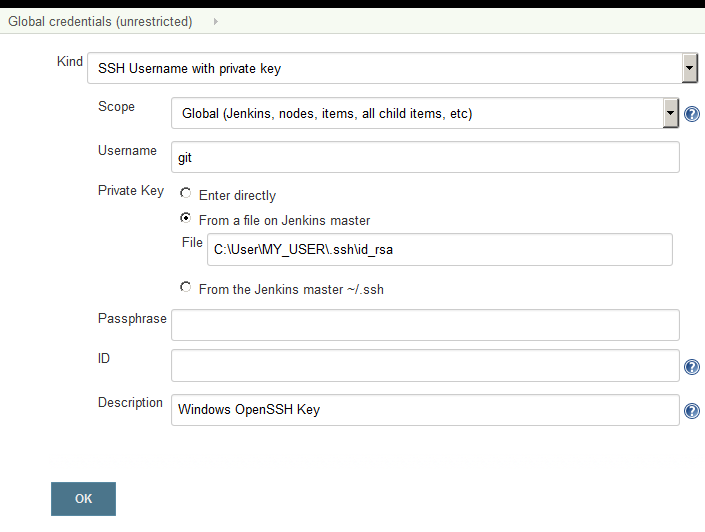 Global credentials (unrestricted)
Kind SSH Username with private key
Scope Global (Jenkins, nodes, items, all child items, etc)
Username git
Private Key Enter directly
From a file on Jenkins master
File C:\User\MY_USER\.ssh\id_rsa
From the Jenkins master ~/.ssh
Passphrase
ID
Description Windows OpenSSH Key
OK